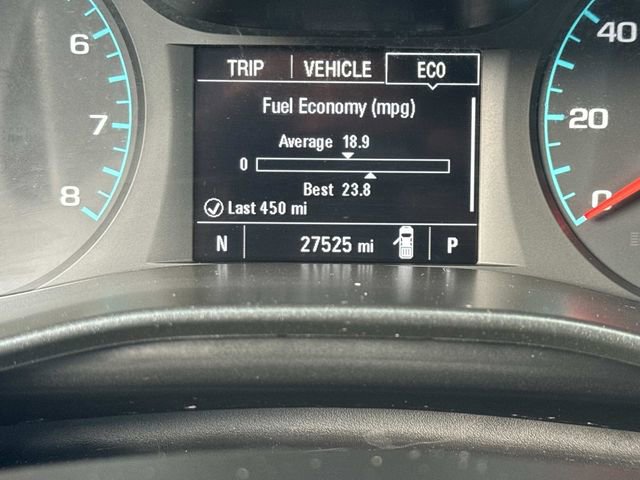 TRIP VEHICLE ECO
Fuel Economy (mpg)
Average 18.9
0
Best 23.8
Last 450 mi
N 27525 mi P
6
7
8
40
20
0